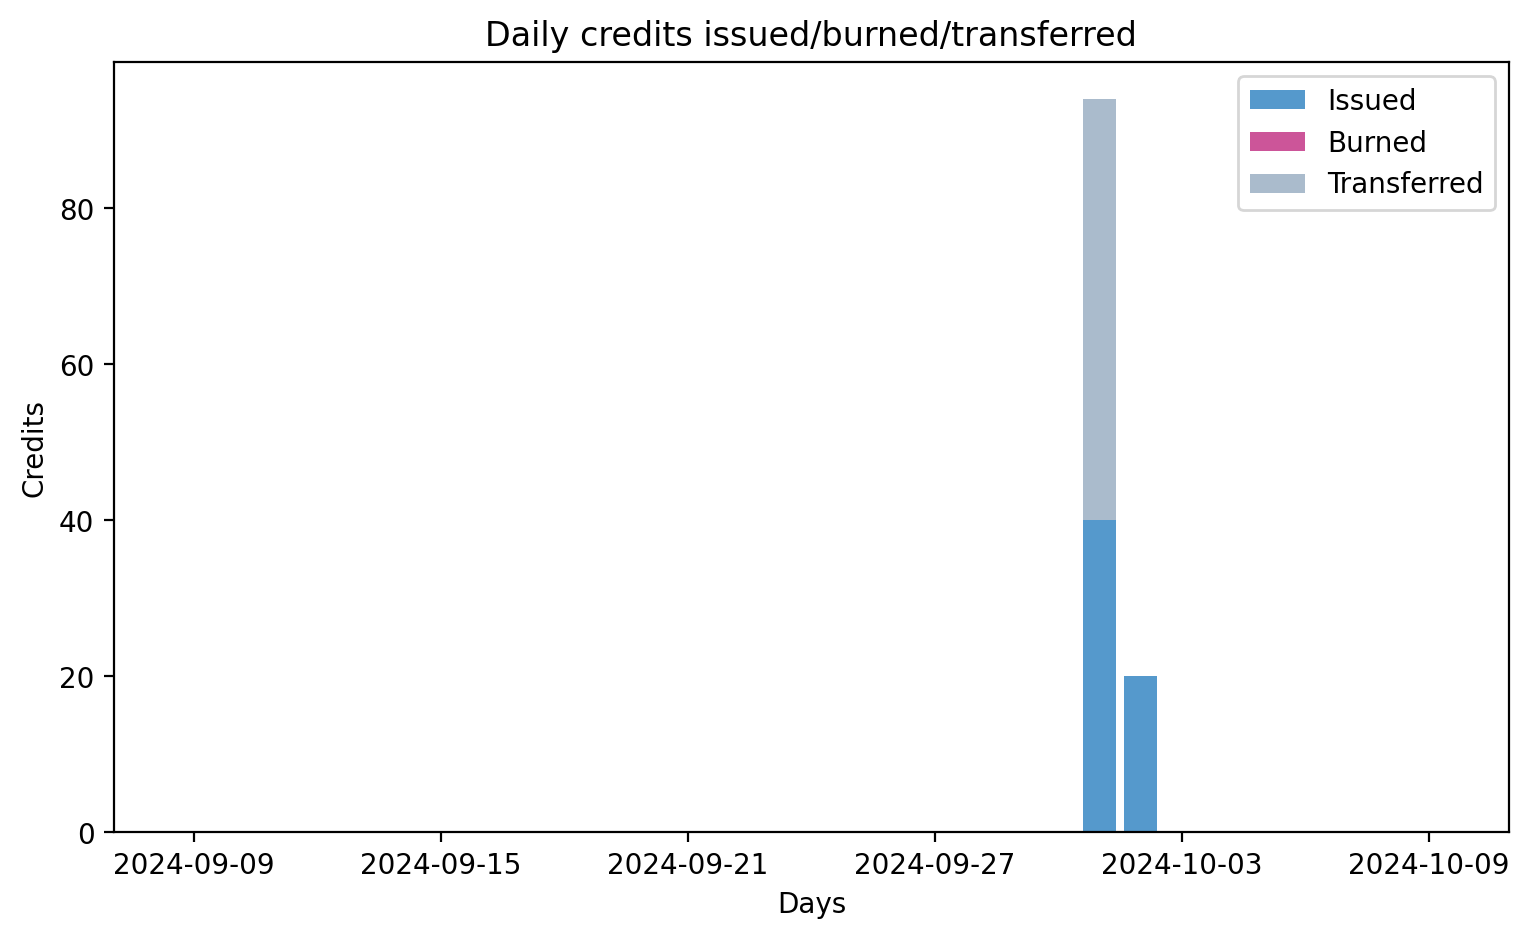 Daily credits issued/burned/transferred
Issued
Burned
Transferred
80
60
40
20
0
Credits
2024-09-09 2024-09-15 2024-09-21 2024-09-27 2024-10-03 2024-10-09
Days